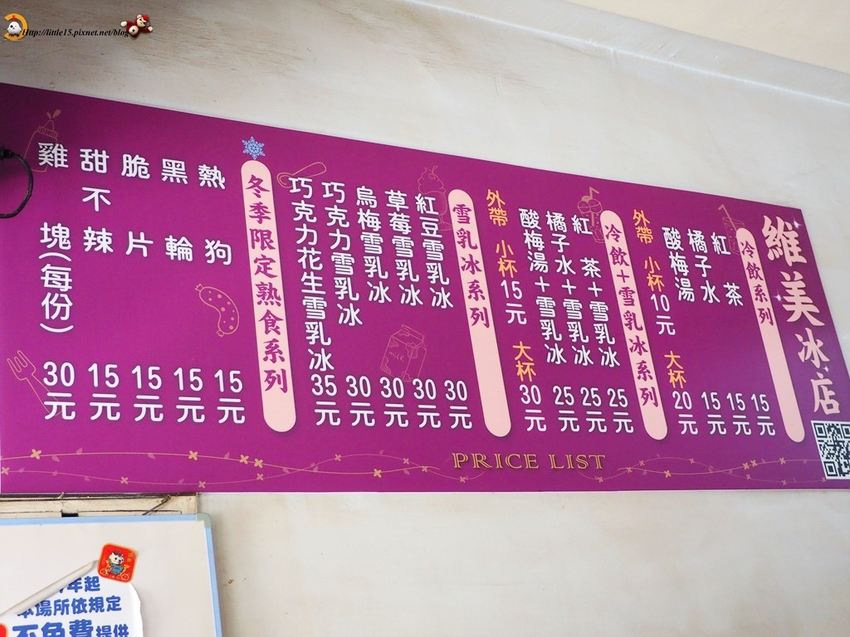 Http://little15.pixnet.net/blog
維美冰店
冷飲系列
紅茶 15元
橘子水 15元
酸梅湯 15元
外帶 小杯10元 大杯20元
冷飲+雪乳冰系列
紅茶+雪乳冰 25元
橘子水+雪乳冰 25元
酸梅湯+雪乳冰 25元
外帶 小杯15元 大杯30元
雪乳冰系列
紅豆雪乳冰 30元
草莓雪乳冰 30元
烏梅雪乳冰 30元
巧克力雪乳冰 30元
巧克力花生雪乳冰 35元
冬季限定熱食系列
熱狗 15元
黑輪 15元
脆片 15元
甜不辣 15元
雞塊(每份) 30元
PRICE LIST
年起
本場所依規定
不免費提供